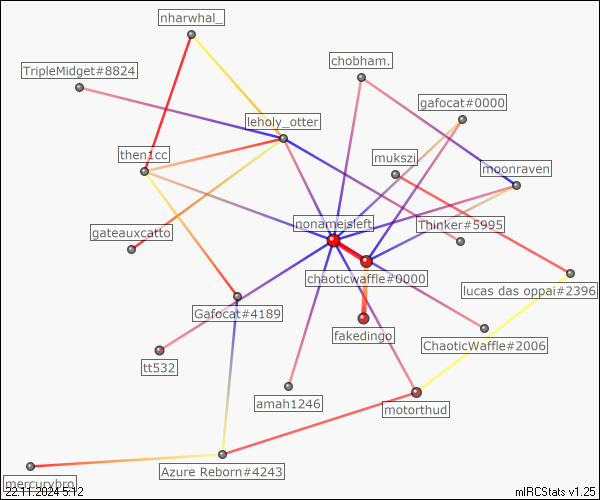 nharwhal_
chobham.
TripleMidget#8824
gafocat#0000
leholy_otter
then1cc
mukszi
moonraven
nonameisleft
Thinker#5995
gateauxcatto
chaoticwaffle#0000
lucas das oppai#2396
Gafocat#4189
fakedingo
ChaoticWaffle#2006
tt532
amah1246
motorthud
Azure Reborn#4243
mercurybro
22.11.2024 5:12
mIRCStats v1.25